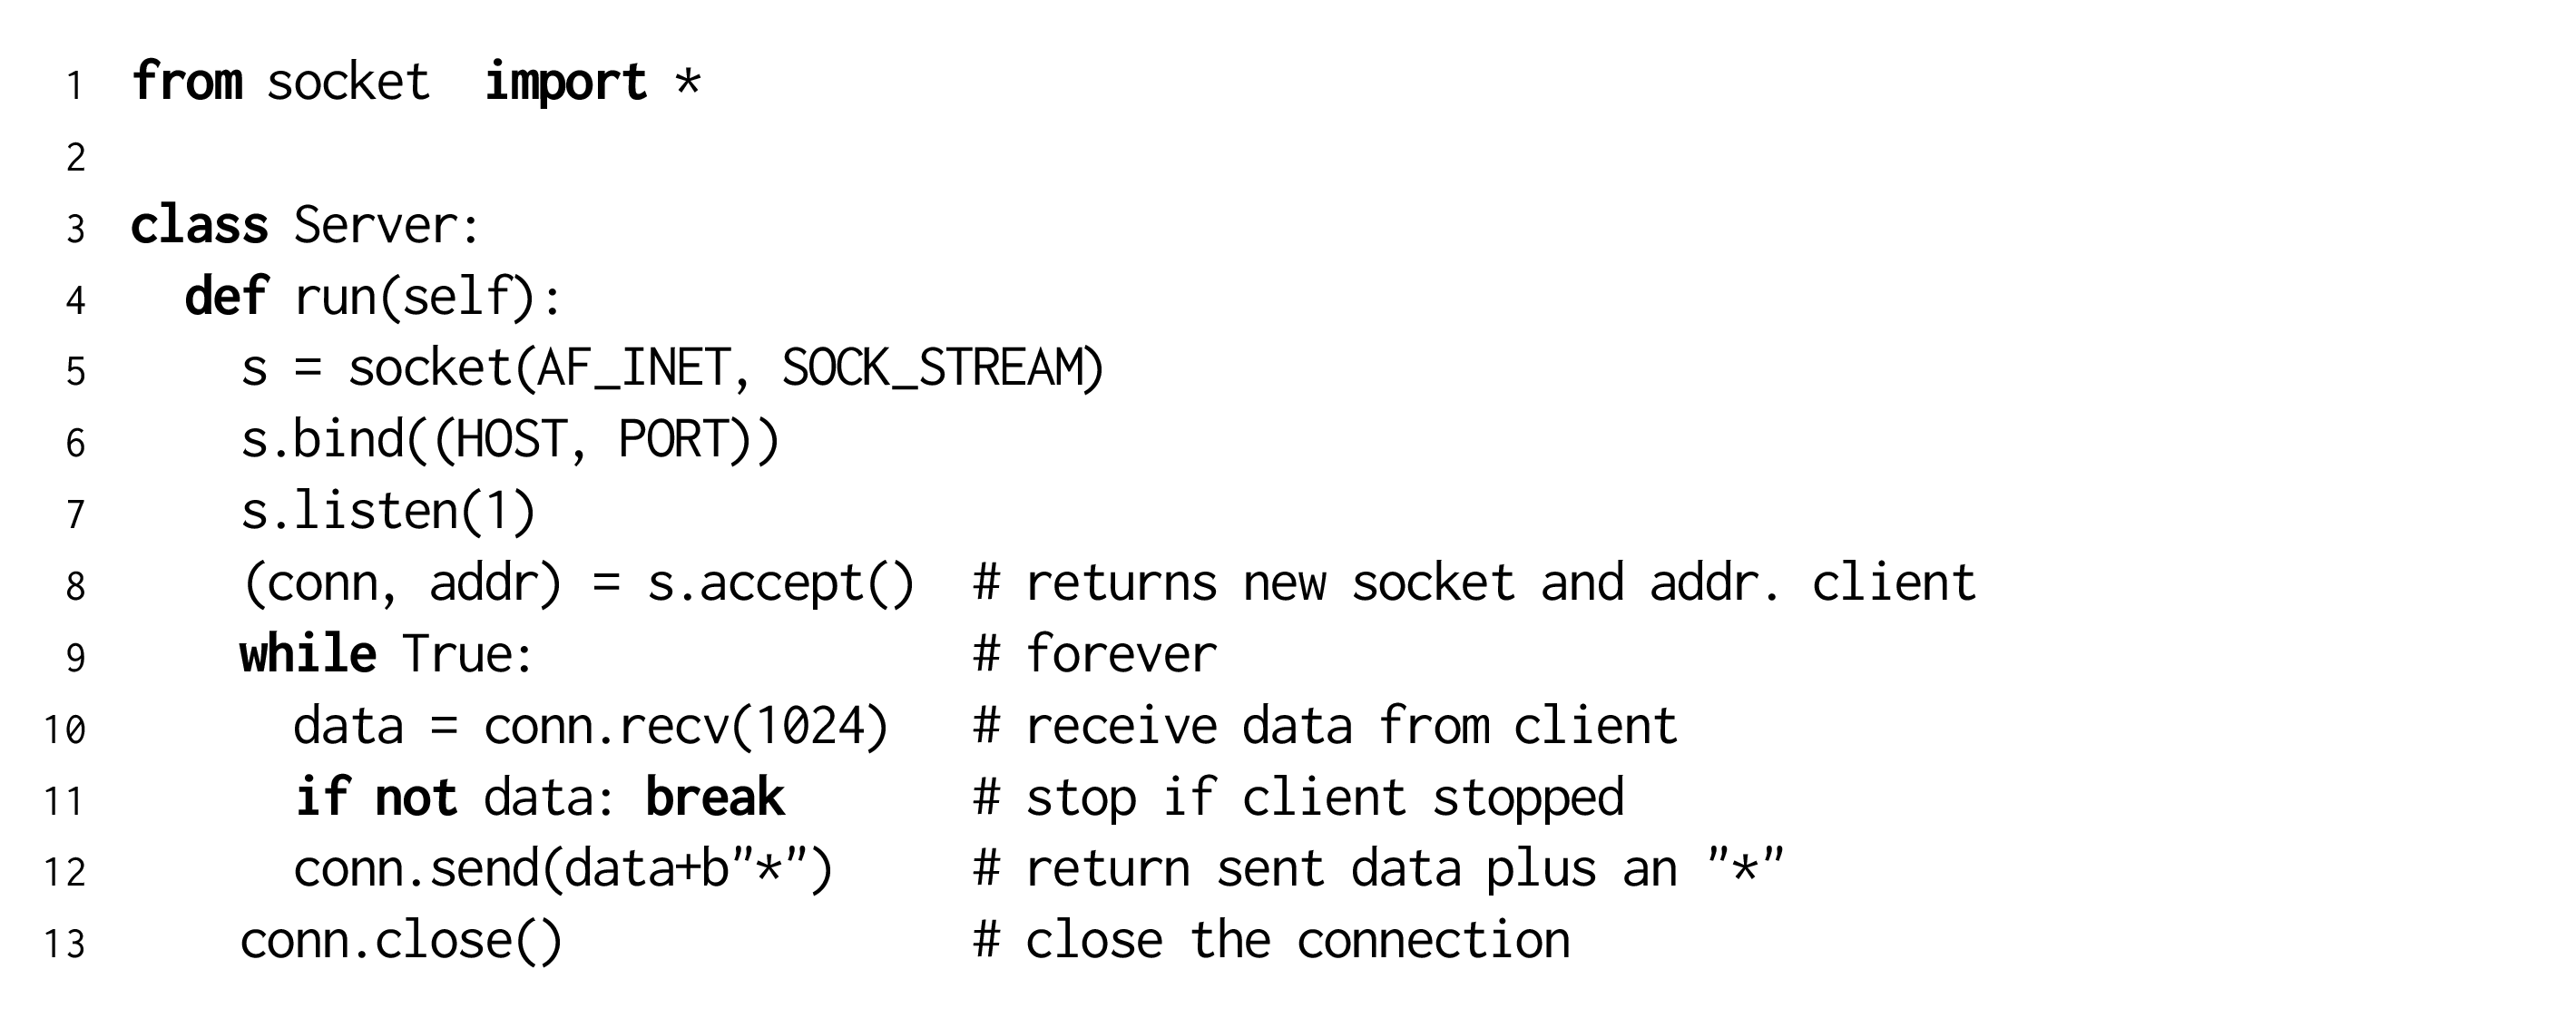 1 from socket  import *
2
3 class Server:
4   def run(self):
5     s = socket(AF_INET, SOCK_STREAM)
6     s.bind((HOST, PORT))
7     s.listen(1)
8     (conn, addr) = s.accept()  # returns new socket and addr. client
9     while True:                # forever
10       data = conn.recv(1024)   # receive data from client
11       if not data: break       # stop if client stopped
12       conn.send(data+b"*")     # return sent data plus an "*"
13     conn.close()               # close the connection